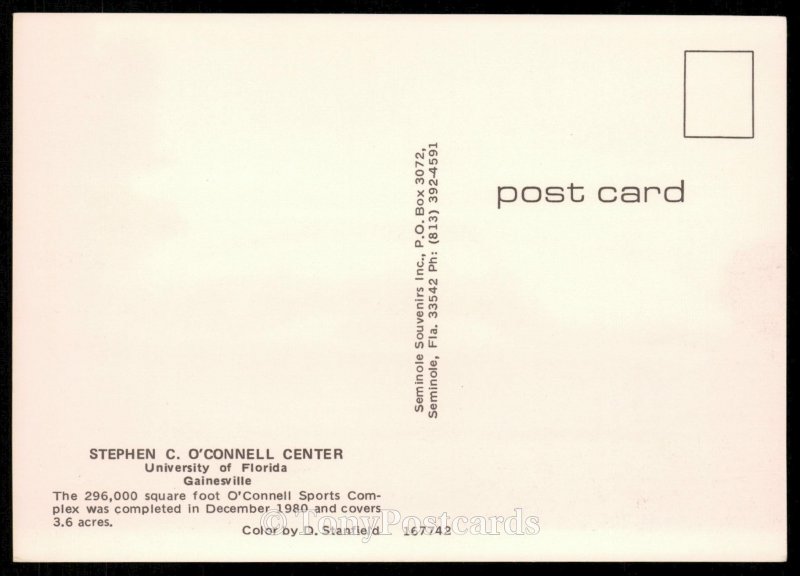 post card
Seminole Souvenirs Inc., P.O. Box 3072,
Seminole, Fla. 33542 Ph: (813) 392-4591
STEPHEN C. O'CONNELL CENTER
University of Florida
Gainesville
The 296,000 square foot O'Connell Sports Com-
plex was completed in December 1980 and covers
3.6 acres.
Color by D. Stanfield 167742
© TonyPostcards